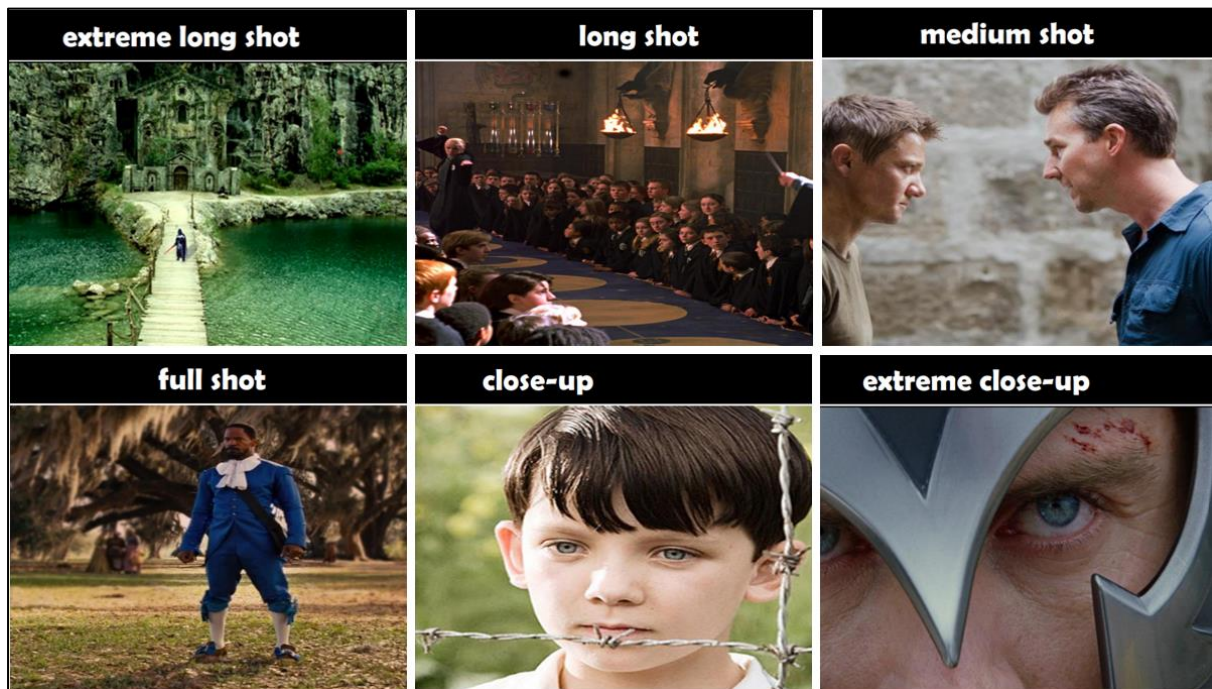 extreme long shot
long shot
medium shot
full shot
close-up
extreme close-up